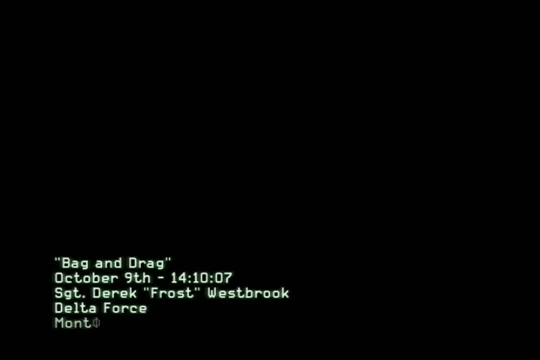 "Bag and Drag"
October 9th - 14:10:07
Sgt. Derek "Frost" Westbrook
Delta Force
Mont